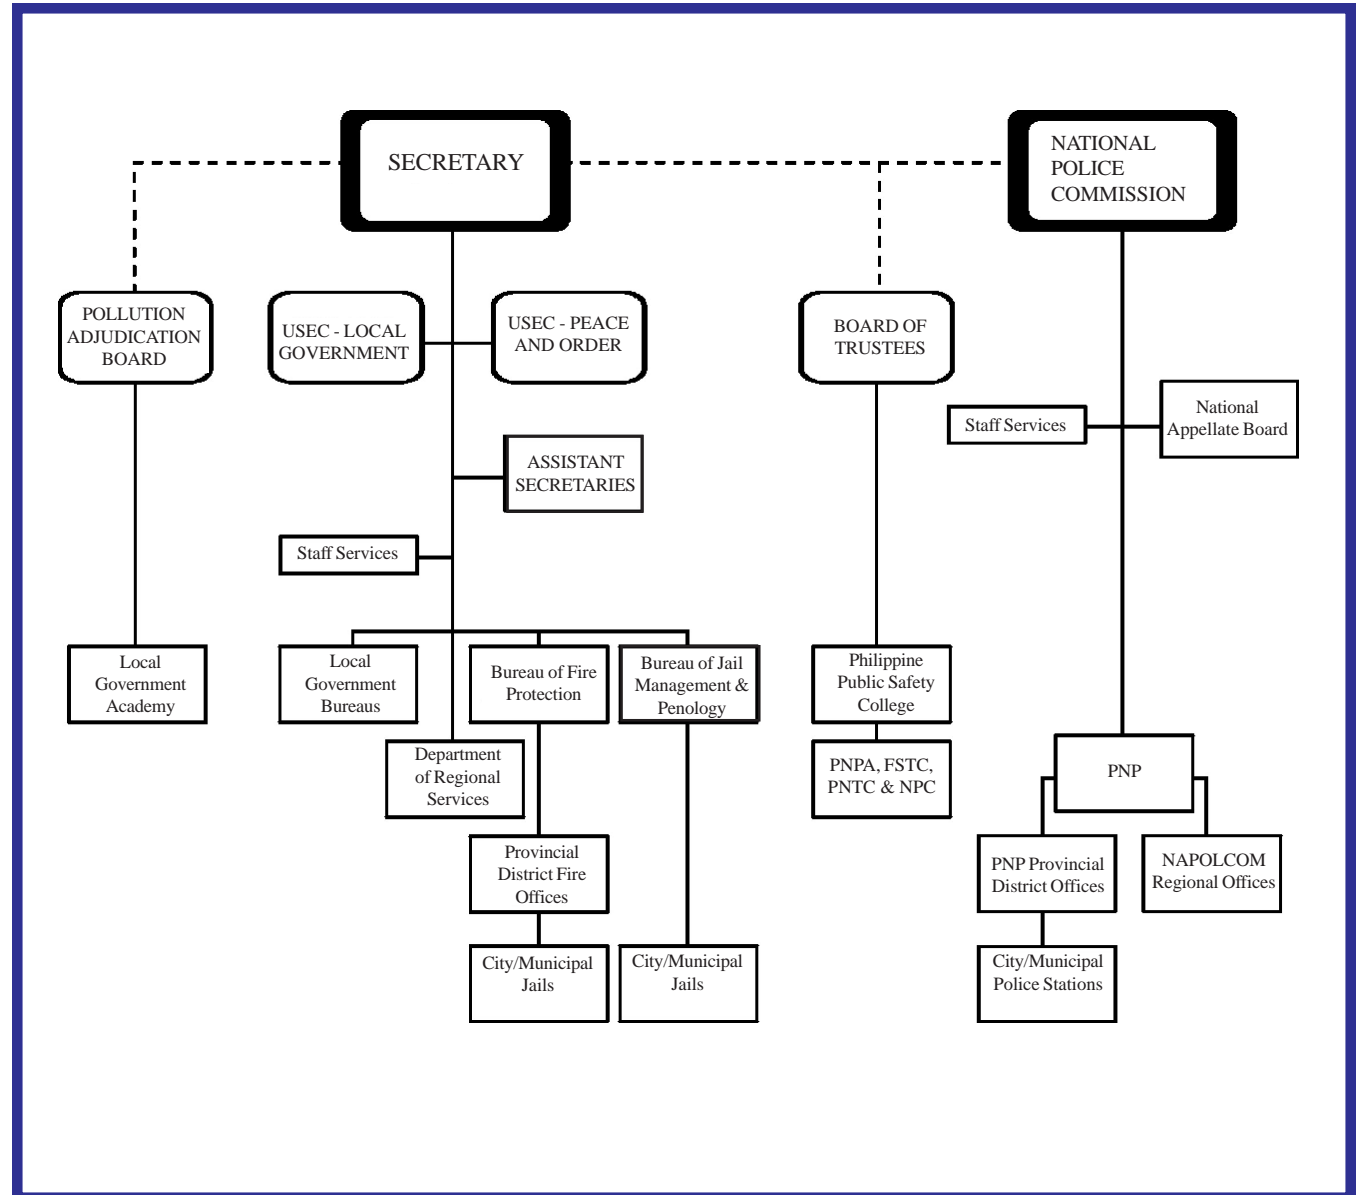 SECRETARY
NATIONAL
POLICE
COMMISSION
POLLUTION
ADJUDICATION
BOARD
USEC - LOCAL
GOVERNMENT
USEC - PEACE
AND ORDER
BOARD OF
TRUSTEES
Staff Services
National
Appellate Board
ASSISTANT
SECRETARIES
Staff Services
Local
Government
Academy
Local
Government
Bureaus
Bureau of Fire
Protection
Bureau of Jail
Management &
Penology
Philippine
Public Safety
College
Department
of Regional
Services
PNPA, FSTC,
PNTC & NPC
PNP
Provincial
District Fire
Offices
PNP Provincial
District Offices
NAPOLCOM
Regional Offices
City/Municipal
Jails
City/Municipal
Jails
City/Municipal
Police Stations